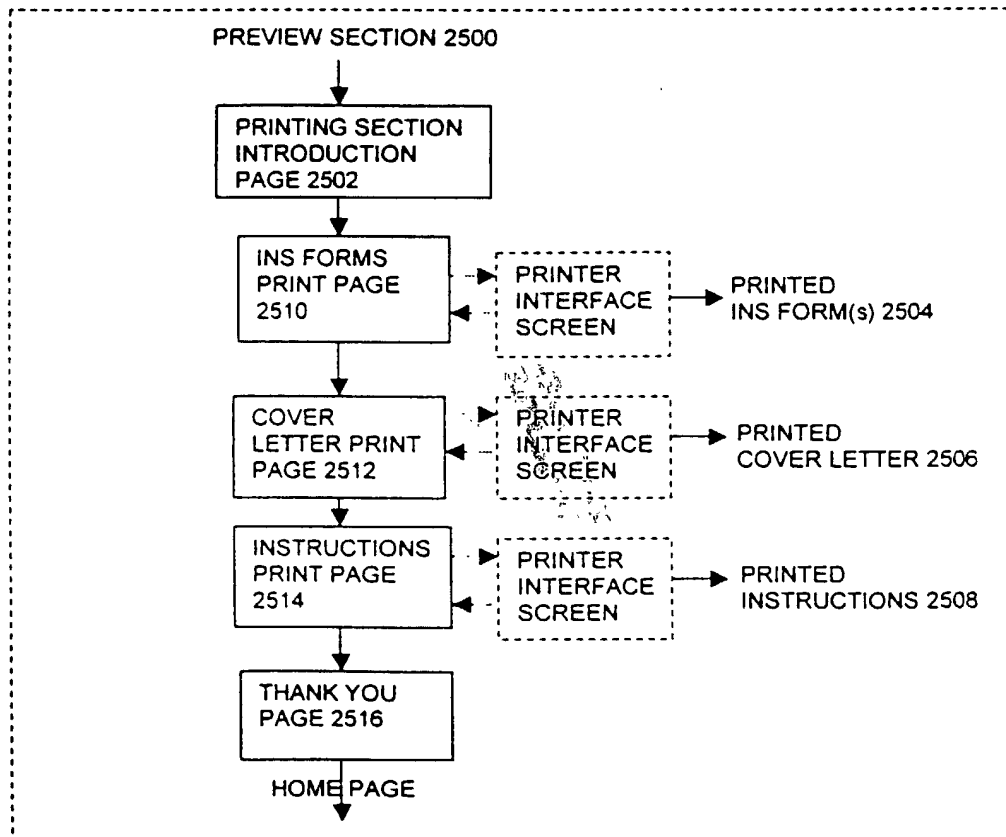 PREVIEW SECTION 2500
PRINTING SECTION
INTRODUCTION
PAGE 2502
INS FORMS
PRINT PAGE
2510
PRINTER
INTERFACE
SCREEN
PRINTED
INS FORM(s) 2504
COVER
LETTER PRINT
PAGE 2512
PRINTER
INTERFACE
SCREEN
PRINTED
COVER LETTER 2506
INSTRUCTIONS
PRINT PAGE
2514
PRINTER
INTERFACE
SCREEN
PRINTED
INSTRUCTIONS 2508
THANK YOU
PAGE 2516
HOME PAGE